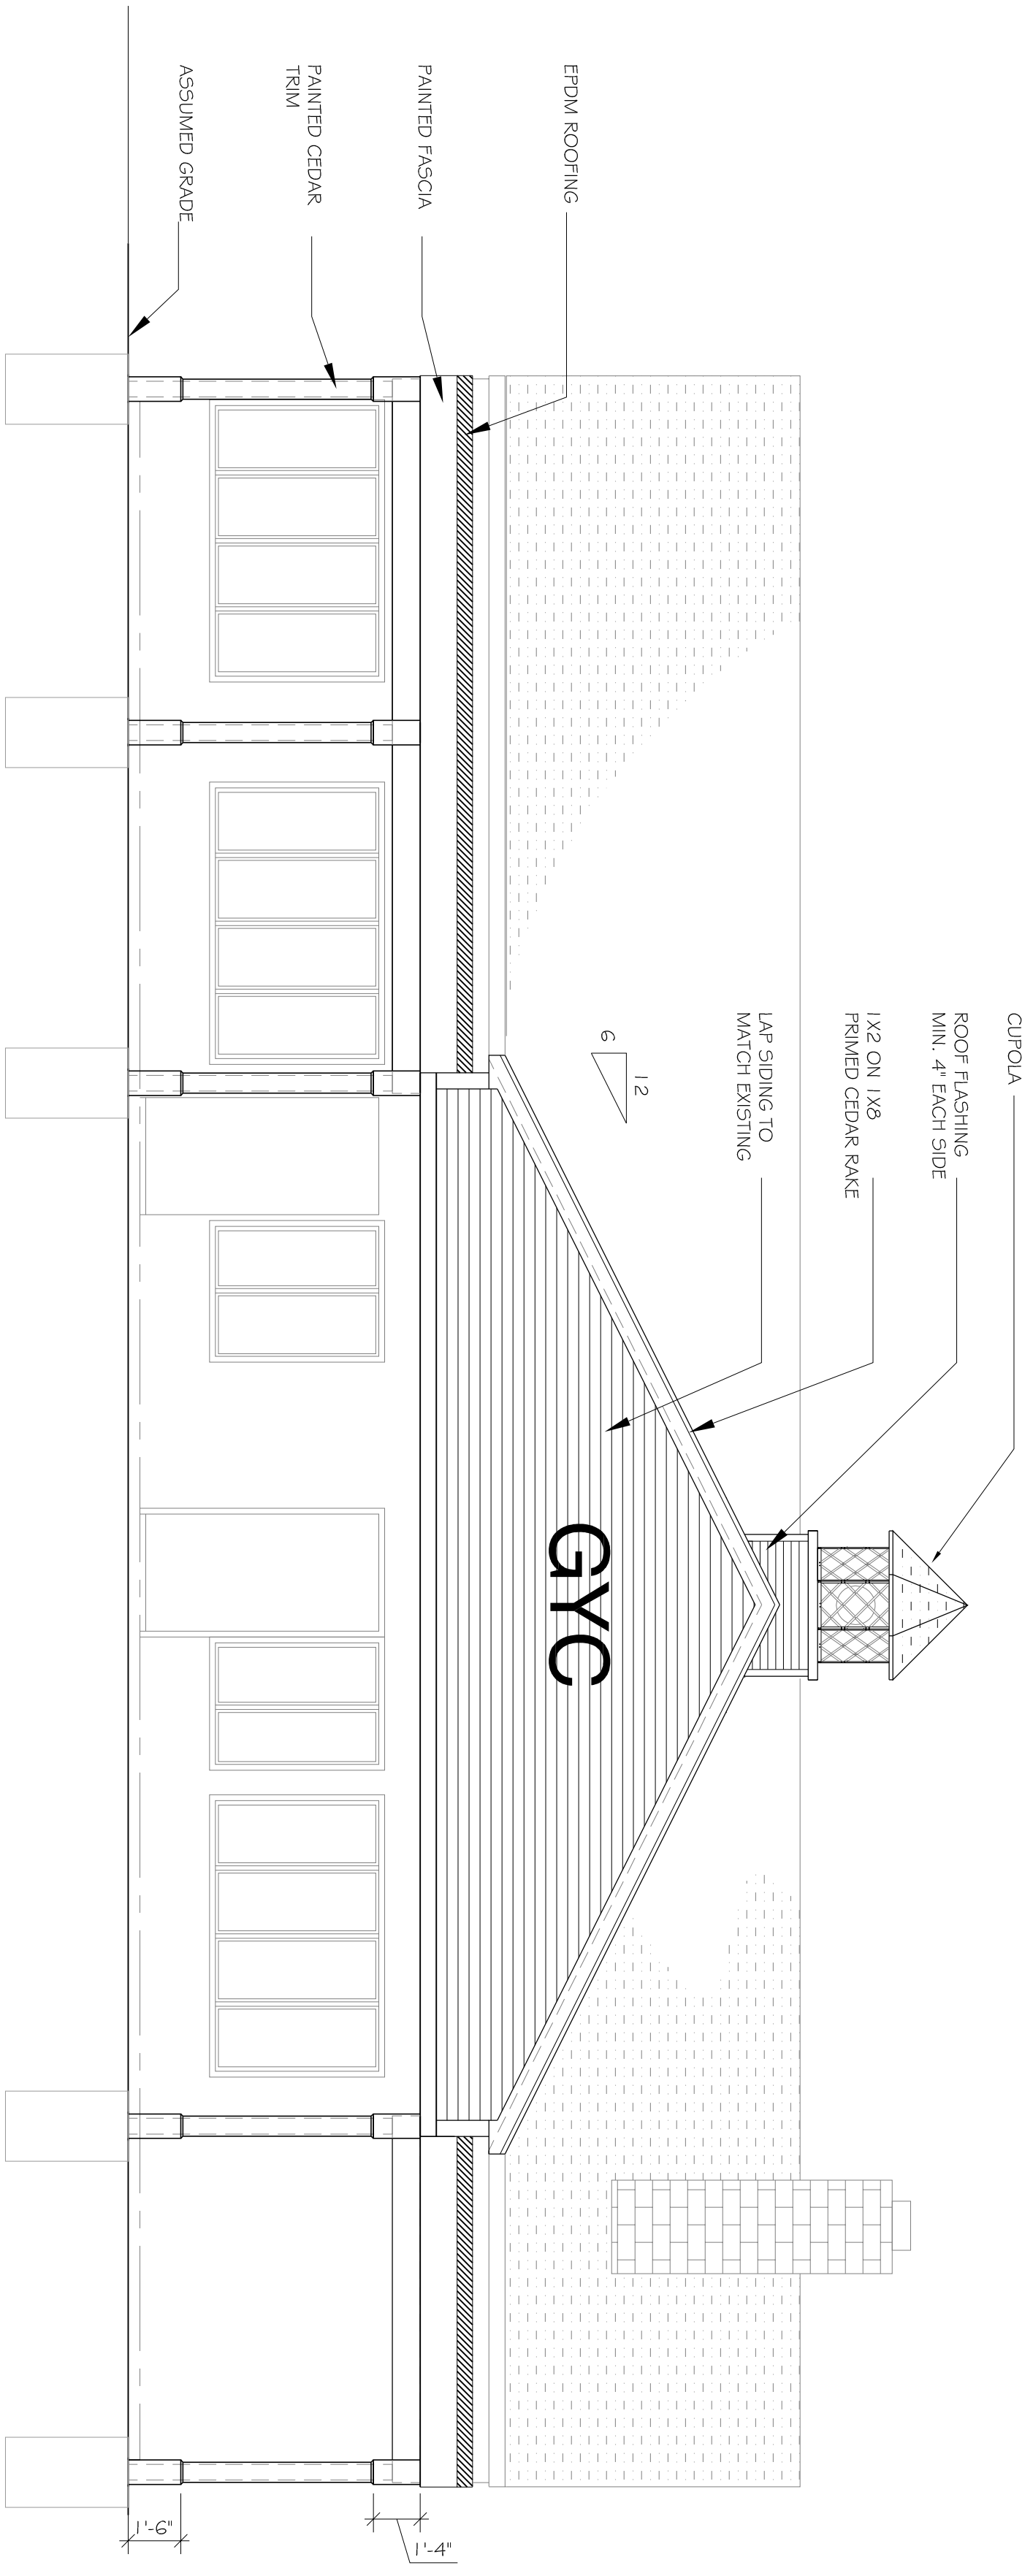 CUPOLA
ROOF FLASHING
MIN. 4" EACH SIDE
1X2 ON 1X8
PRIMED CEDAR RAKE
LAP SIDING TO
MATCH EXISTING
12
6
EPDM ROOFING
PAINTED FASCIA
PAINTED CEDAR
TRIM
ASSUMED GRADE
GYC
1'-4"
1'-6"